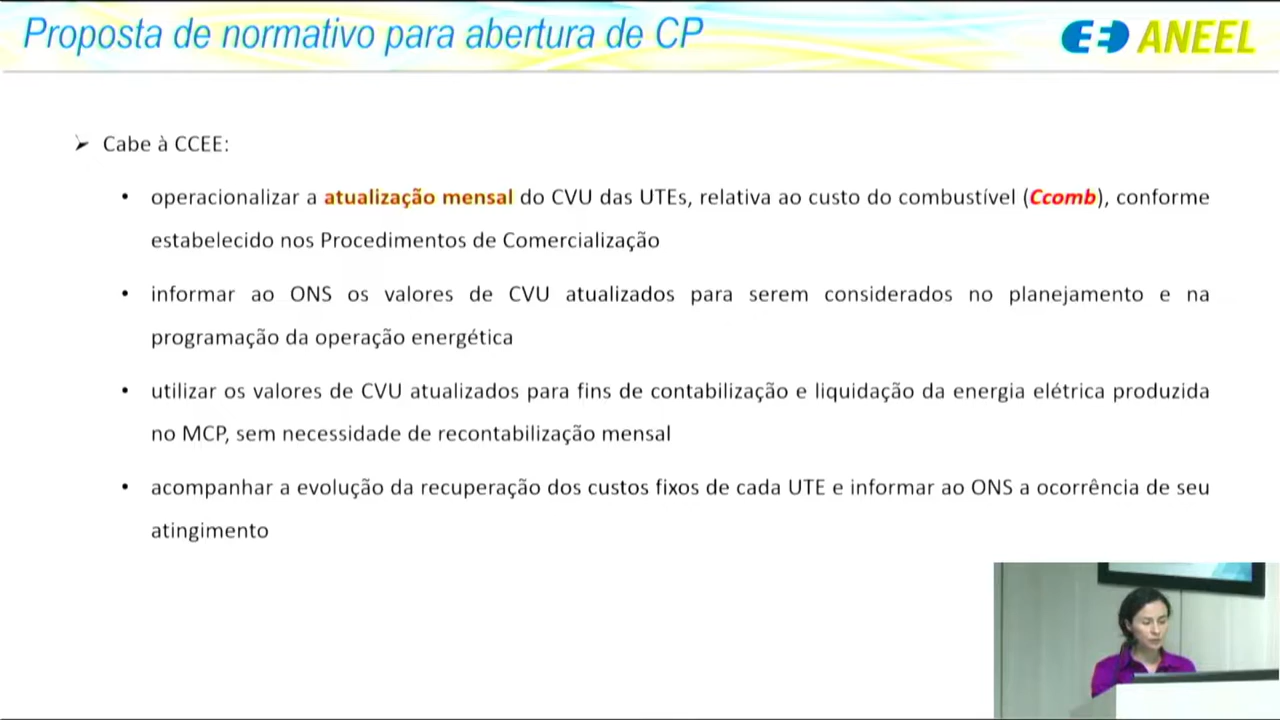 Proposta de normativo para abertura de CP
ANEEL
Cabe à CCEE:
operacionalizar a atualização mensal do CVU das UTEs, relativa ao custo do combustível (Ccomb), conforme
estabelecido nos Procedimentos de Comercialização
informar ao ONS os valores de CVU atualizados para serem considerados no planejamento e na
programação da operação energética
utilizar os valores de CVU atualizados para fins de contabilização e liquidação da energia elétrica produzida
no MCP, sem necessidade de recontabilização mensal
acompanhar a evolução da recuperação dos custos fixos de cada UTE e informar ao ONS a ocorrência de seu
atingimento